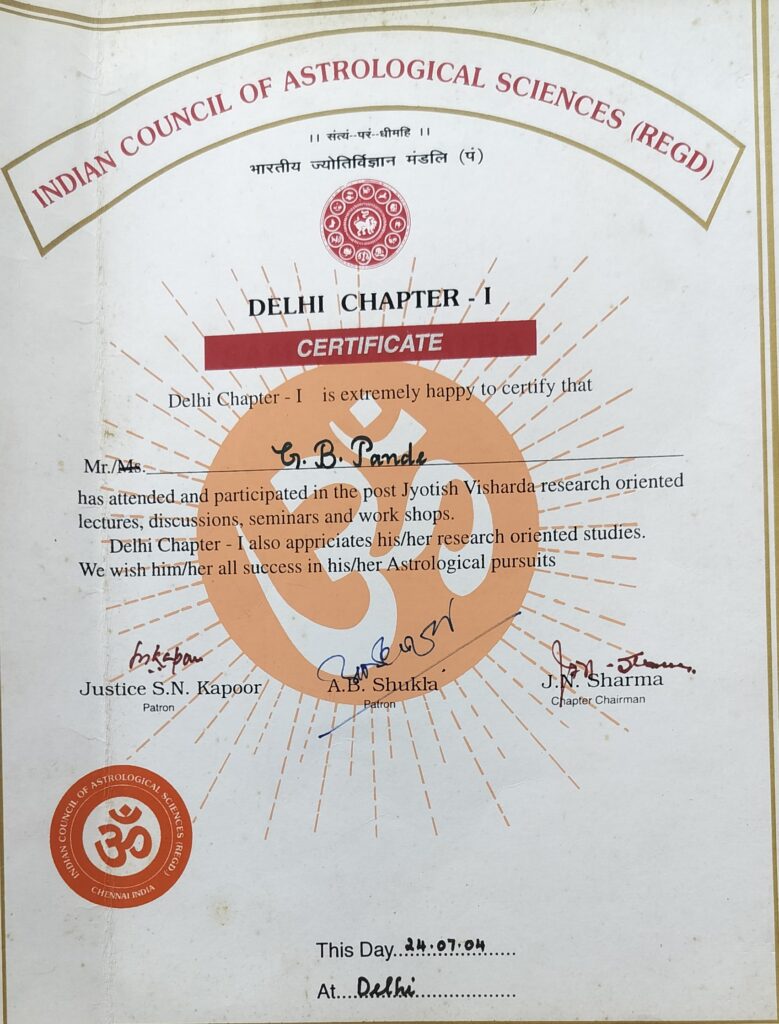 INDIAN COUNCIL OF ASTROLOGICAL SCIENCES (REGD)
।। सत्यं--परं--धीमहि ।।
भारतीय ज्योतिर्विज्ञान मंडलि (पं)
DELHI CHAPTER - I
CERTIFICATE
Delhi Chapter - I is extremely happy to certify that
Mr./Ms. G. B. Pande
has attended and participated in the post Jyotish Visharda research oriented
lectures, discussions, seminars and work shops.
Delhi Chapter - I also appriciates his/her research oriented studies.
We wish him/her all success in his/her Astrological pursuits
Justice S.N. Kapoor A.B. Shukla J.N. Sharma
Patron Patron Chapter Chairman
INDIAN COUNCIL OF ASTROLOGICAL SCIENCES (REGD.)
ॐ
CHENNAI INDIA
This Day..24.07.04......
At....Delhi..................